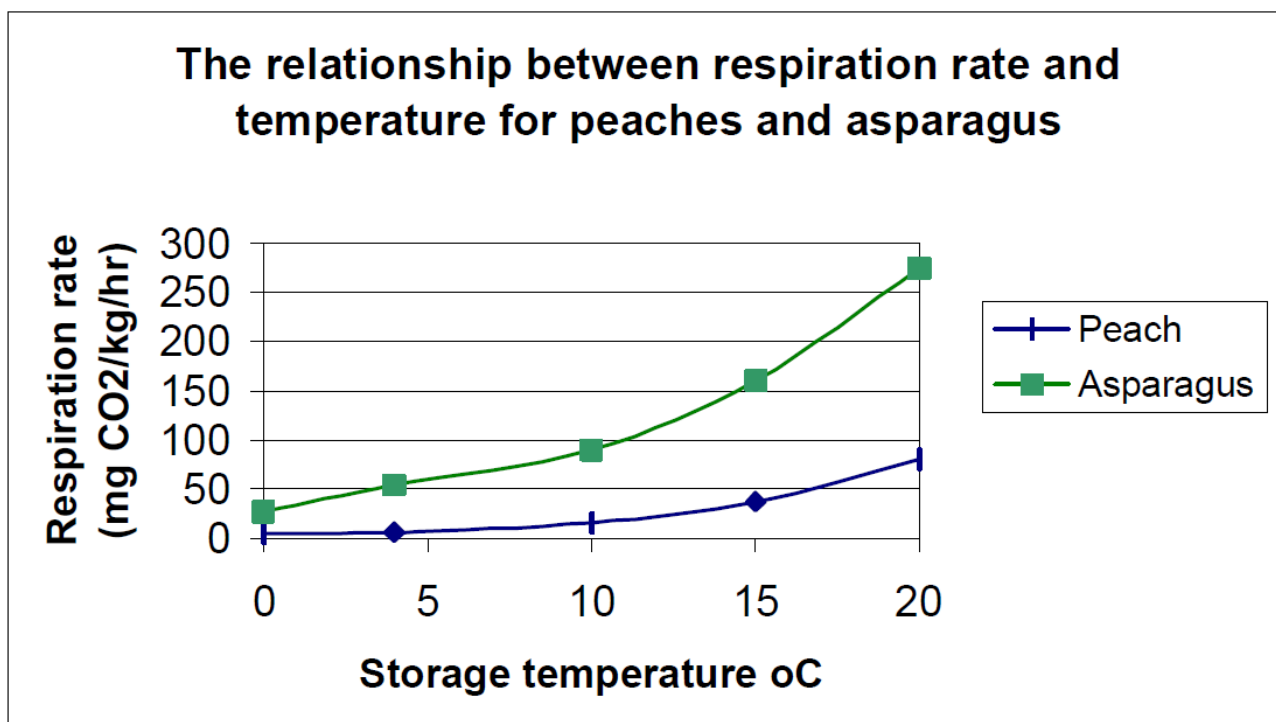 The relationship between respiration rate and
temperature for peaches and asparagus
Respiration rate
(mg CO2/kg/hr)
300
250
200
150
100
50
0
0 5 10 15 20
Storage temperature oC
Peach
Asparagus